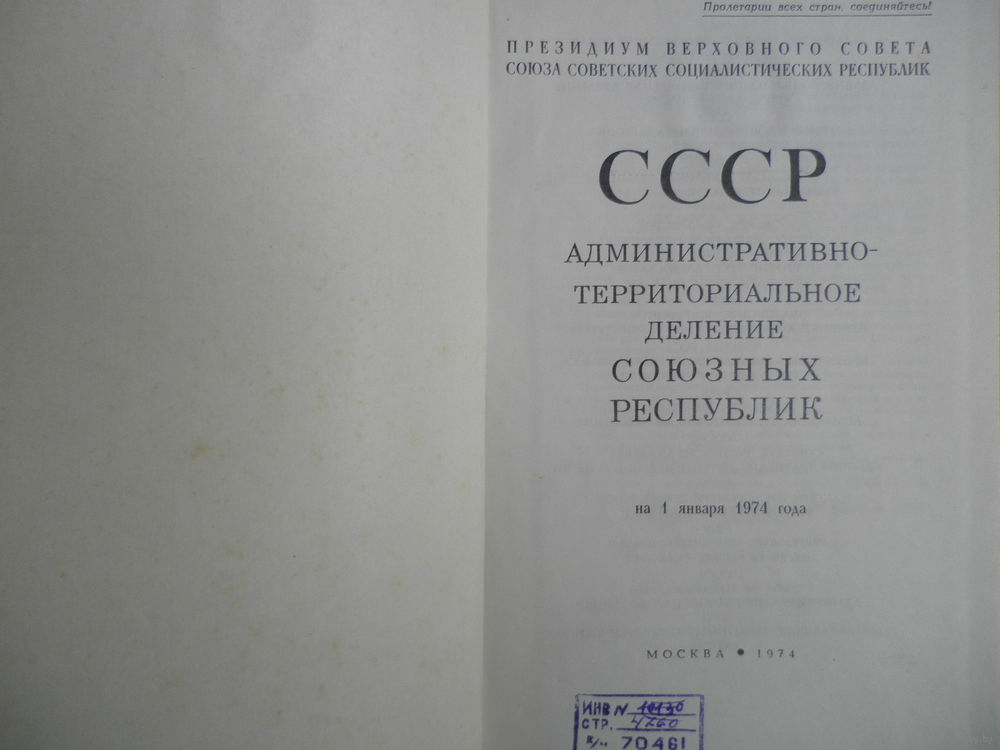 Пролетарии всех стран, соединяйтесь!
ПРЕЗИДИУМ ВЕРХОВНОГО СОВЕТА
СОЮЗА СОВЕТСКИХ СОЦИАЛИСТИЧЕСКИХ РЕСПУБЛИК
СССР
АДМИНИСТРАТИВНО-
ТЕРРИТОРИАЛЬНОЕ
ДЕЛЕНИЕ
СОЮЗНЫХ
РЕСПУБЛИК
на 1 января 1974 года
МОСКВА • 1974
ИНВ N
СТР. 4260
70461